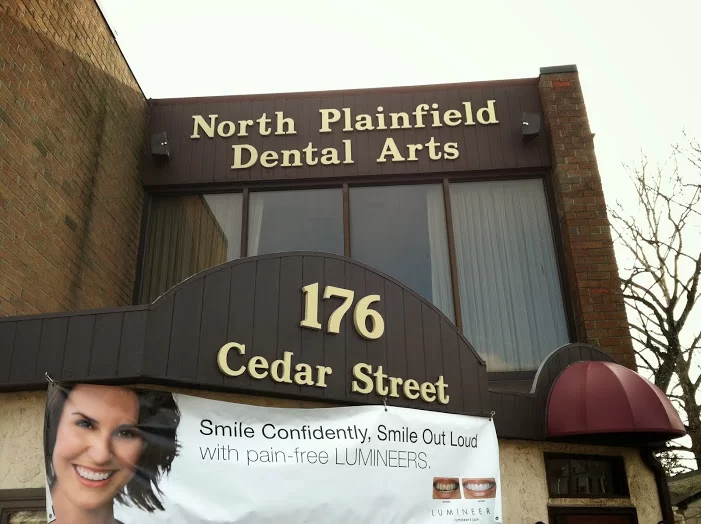 North Plainfield
Dental Arts
176
Cedar Street
Smile Confidently, Smile Out Loud
with pain-free LUMINEERS.
LUMINEER